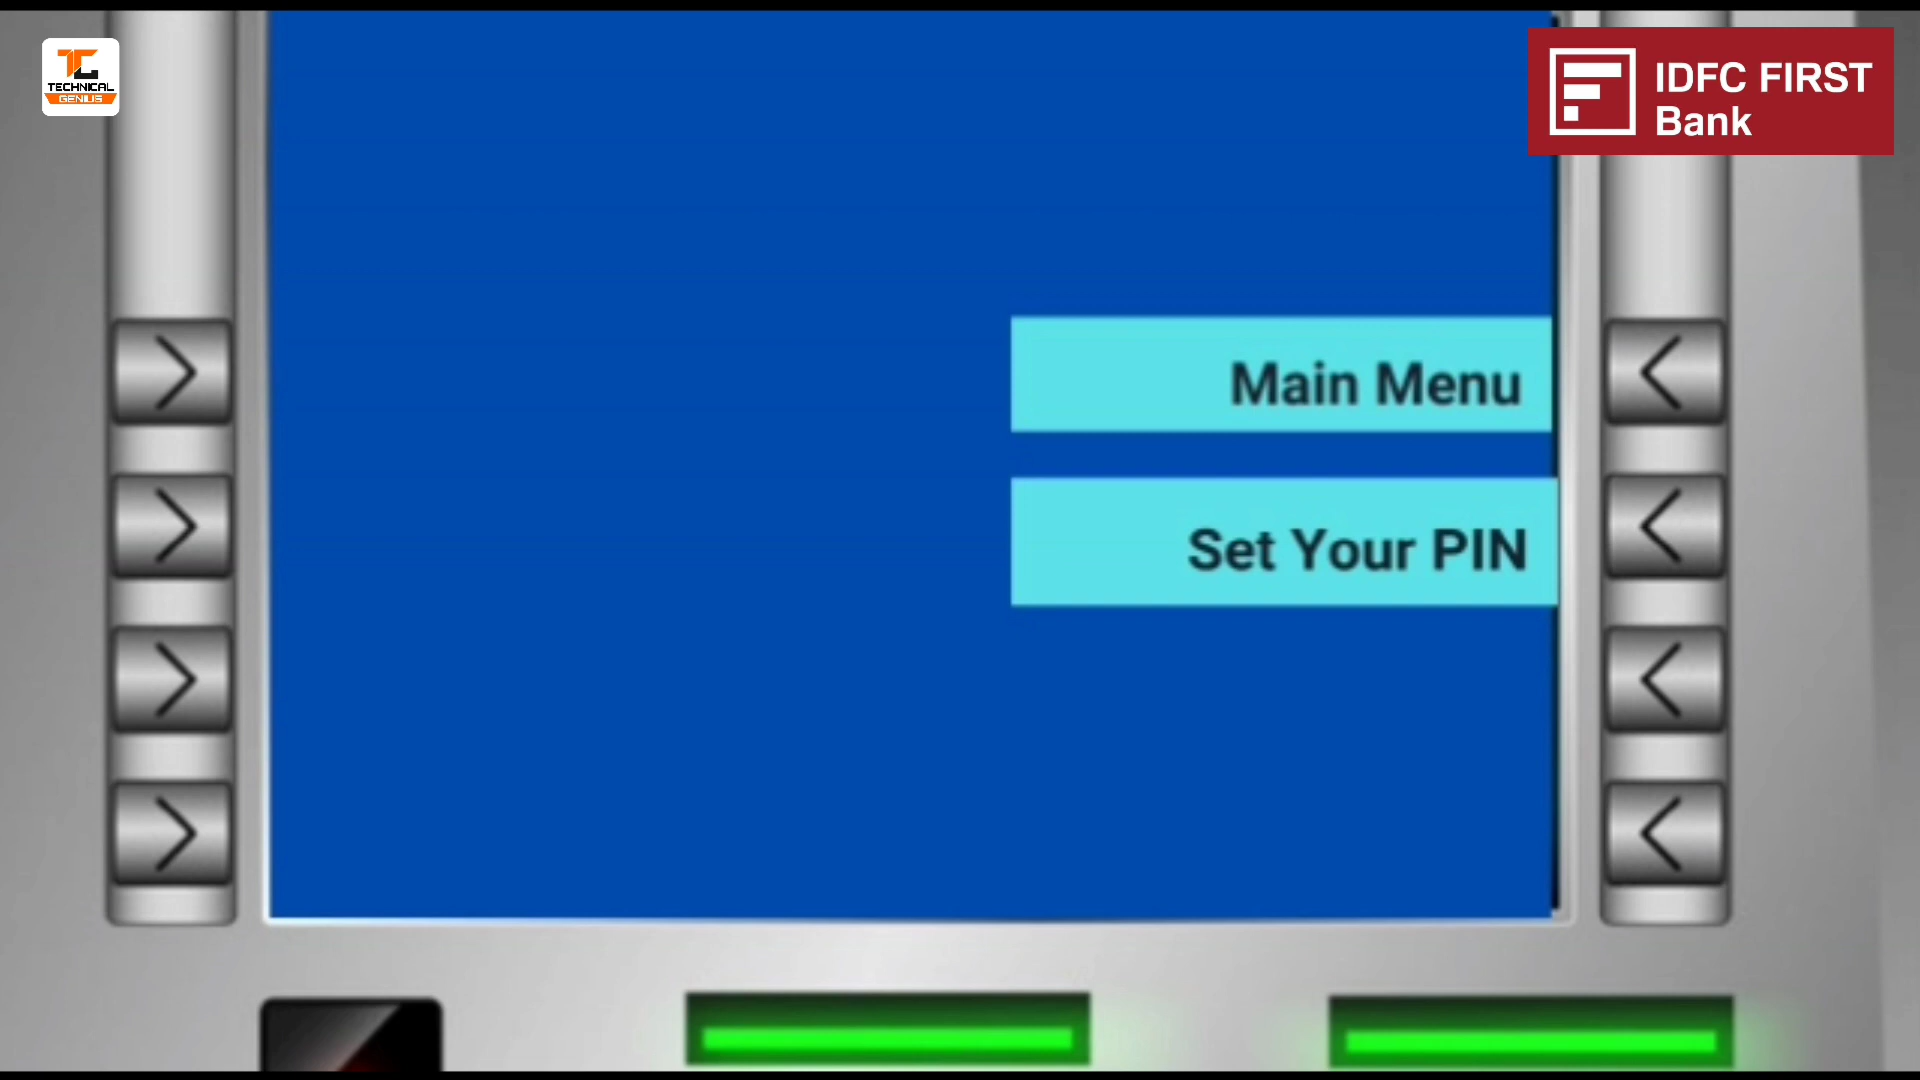 TECHNICAL
GENIUS
IDFC FIRST
Bank
Main Menu
Set Your PIN